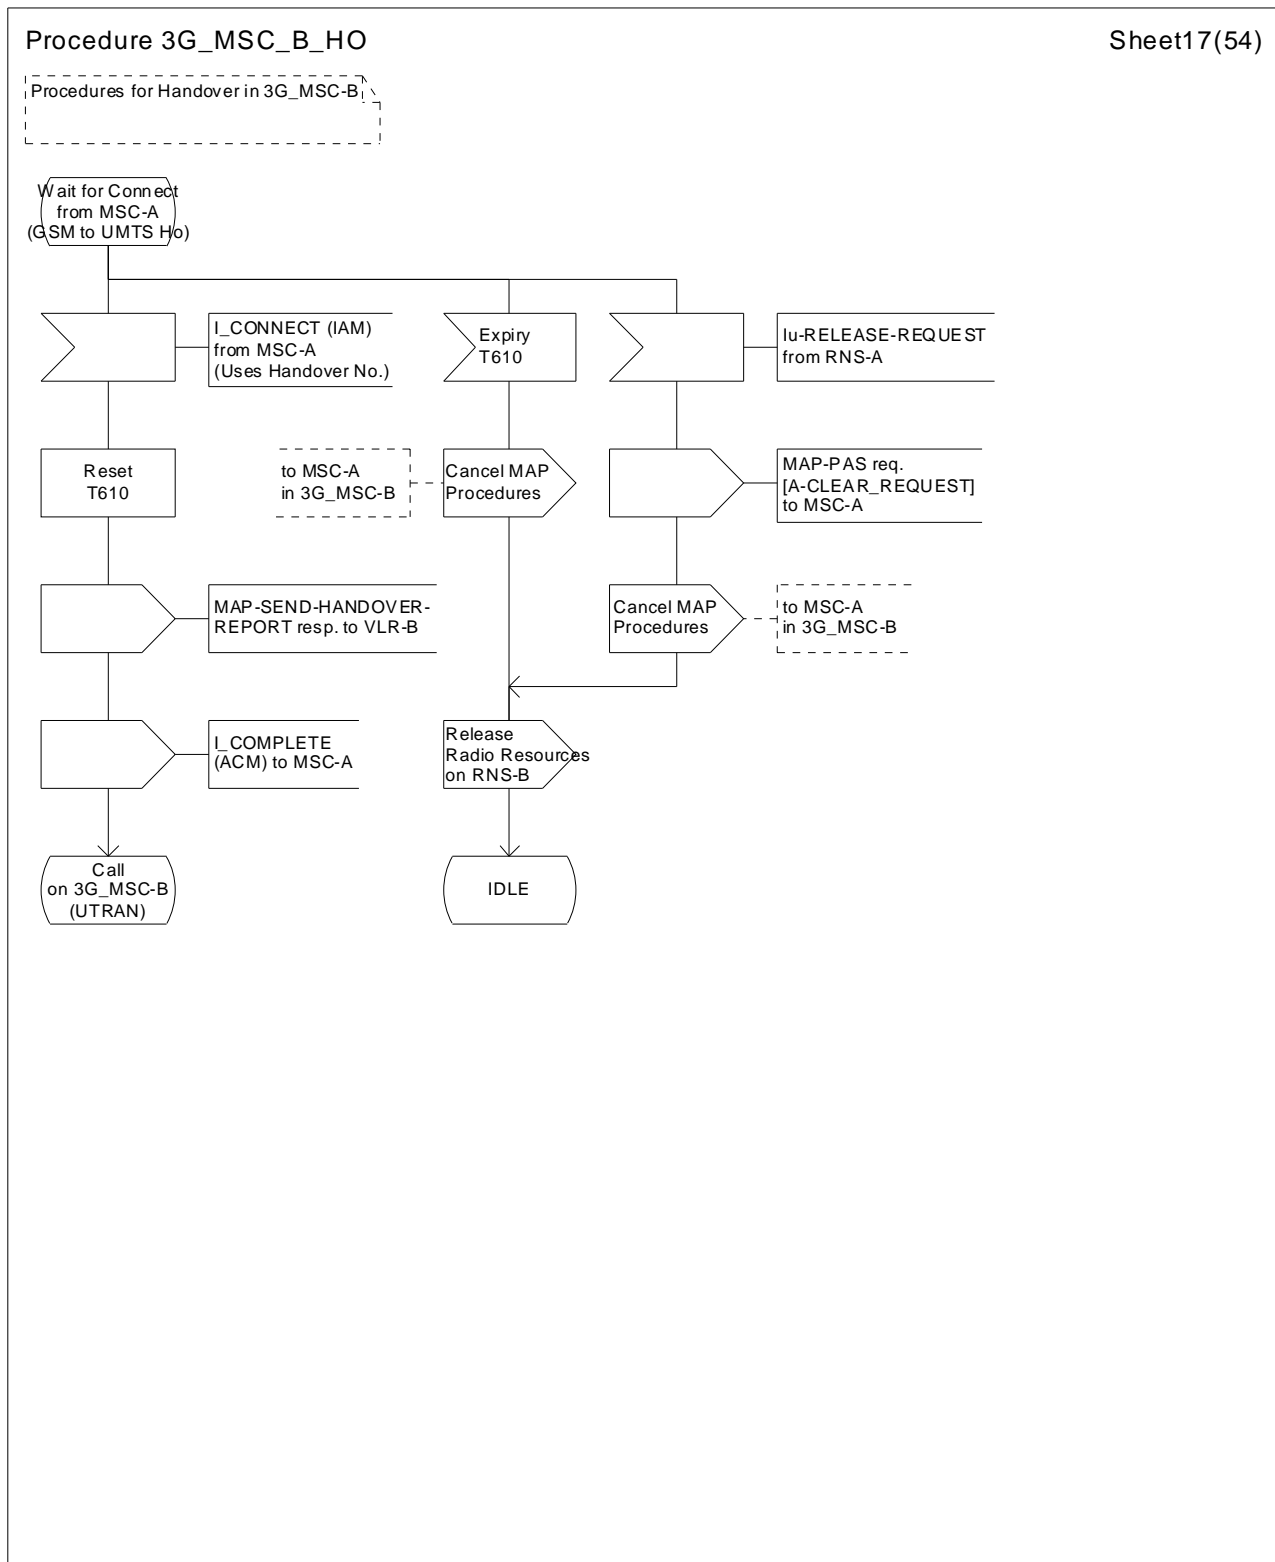 Procedure 3G_MSC_B_HO
Sheet17(54)
Procedures for Handover in 3G_MSC-B
Wait for Connect
from MSC-A
(GSM to UMTS Ho)
I_CONNECT (IAM)
from MSC-A
(Uses Handover No.)
Expiry
T610
Iu-RELEASE-REQUEST
from RNS-A
Reset
T610
to MSC-A
in 3G_MSC-B
Cancel MAP
Procedures
MAP-PAS req.
[A-CLEAR_REQUEST]
to MSC-A
MAP-SEND-HANDOVER-
REPORT resp. to VLR-B
Cancel MAP
Procedures
to MSC-A
in 3G_MSC-B
I_COMPLETE
(ACM) to MSC-A
Release
Radio Resources
on RNS-B
Call
on 3G_MSC-B
(UTRAN)
IDLE